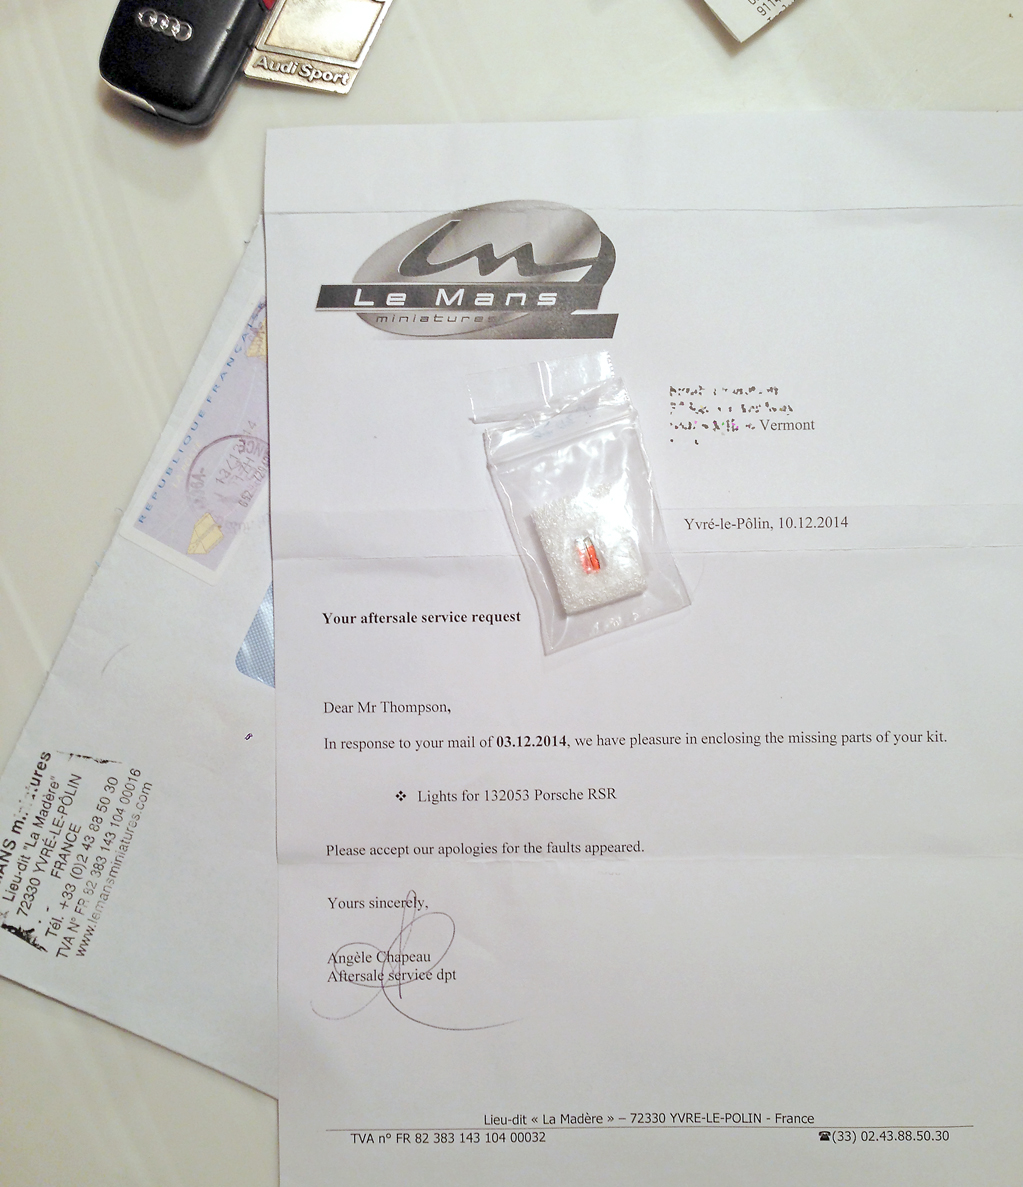 Audi Sport
Le Mans
miniatures
REPUBLIQUE FRANÇAI
Vermont
Yvré-le-Pôlin, 10.12.2014
Your aftersale service request
Dear Mr Thompson,
In response to your mail of 03.12.2014, we have pleasure in enclosing the missing parts of your kit.
❖ Lights for 132053 Porsche RSR
Please accept our apologies for the faults appeared.
Yours sincerely,
Angèle Chapeau
Aftersale service dpt
Lieu-dit « La Madère » – 72330 YVRE-LE-POLIN - France
TVA n° FR 82 383 143 104 00032
☎(33) 02.43.88.50.30
Lieu-dit "La Madère"
72330 YVRÉ-LE-PÔLIN
FRANCE
Tél. +33 (0)2 43 88 50 30
TVA N° FR 82 383 143 104 00016
www.lemansminiatures.com